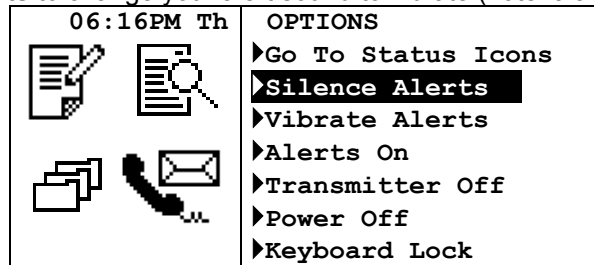 06:16PM Th
OPTIONS
Go To Status Icons
Silence Alerts
Vibrate Alerts
Alerts On
Transmitter Off
Power Off
Keyboard Lock